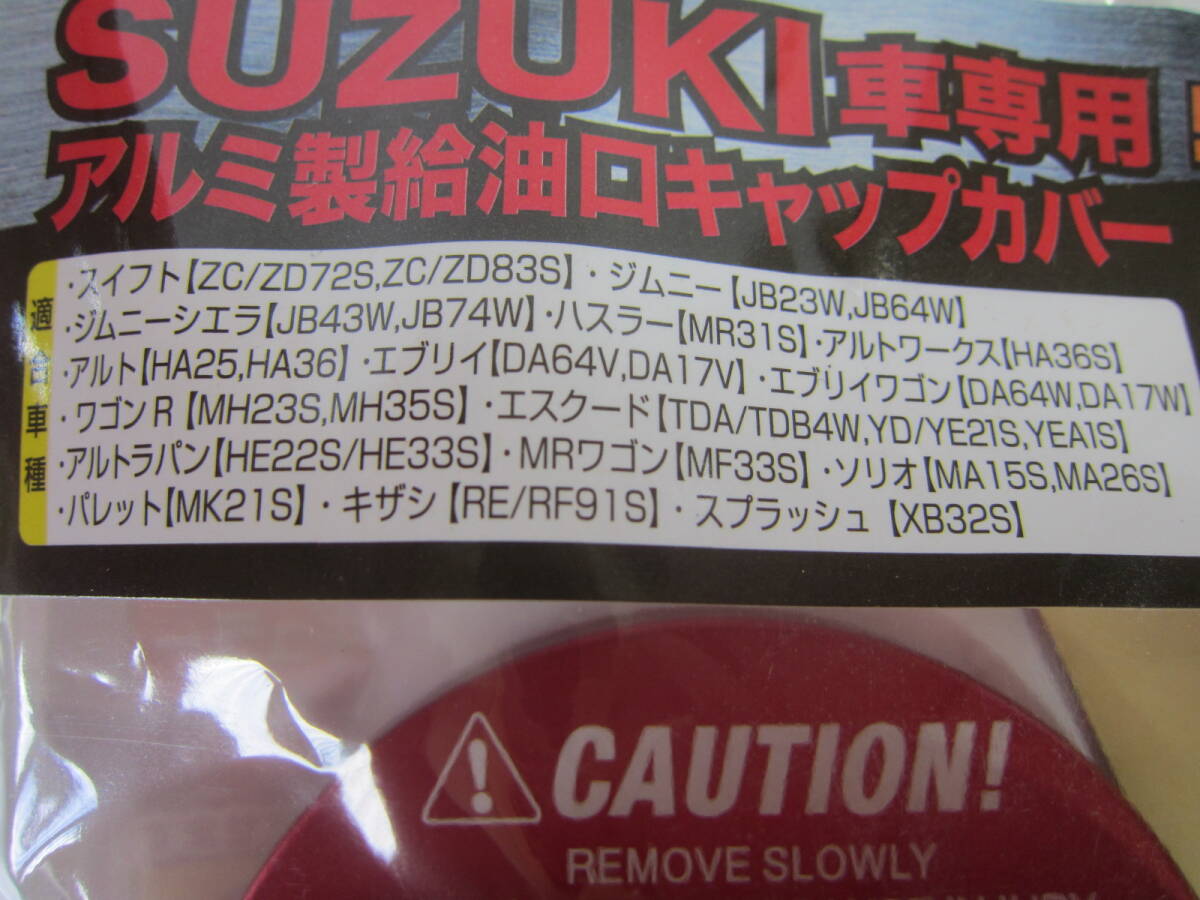 SUZUKI車専用
アルミ製給油口キャップカバー
適合車種
・スイフト【ZC/ZD72S,ZC/ZD83S】・ジムニー【JB23W,JB64W】
・ジムニーシエラ【JB43W,JB74W】・ハスラー【MR31S】・アルトワークス【HA36S】
・アルト【HA25,HA36】・エブリイ【DA64V,DA17V】・エブリイワゴン【DA64W,DA17W】
・ワゴンR【MH23S,MH35S】・エスクード【TDA/TDB4W,YD/YE21S,YEA1S】
・アルトラパン【HE22S/HE33S】・MRワゴン【MF33S】・ソリオ【MA15S,MA26S】
・パレット【MK21S】・キザシ【RE/RF91S】・スプラッシュ【XB32S】
CAUTION!
REMOVE SLOWLY